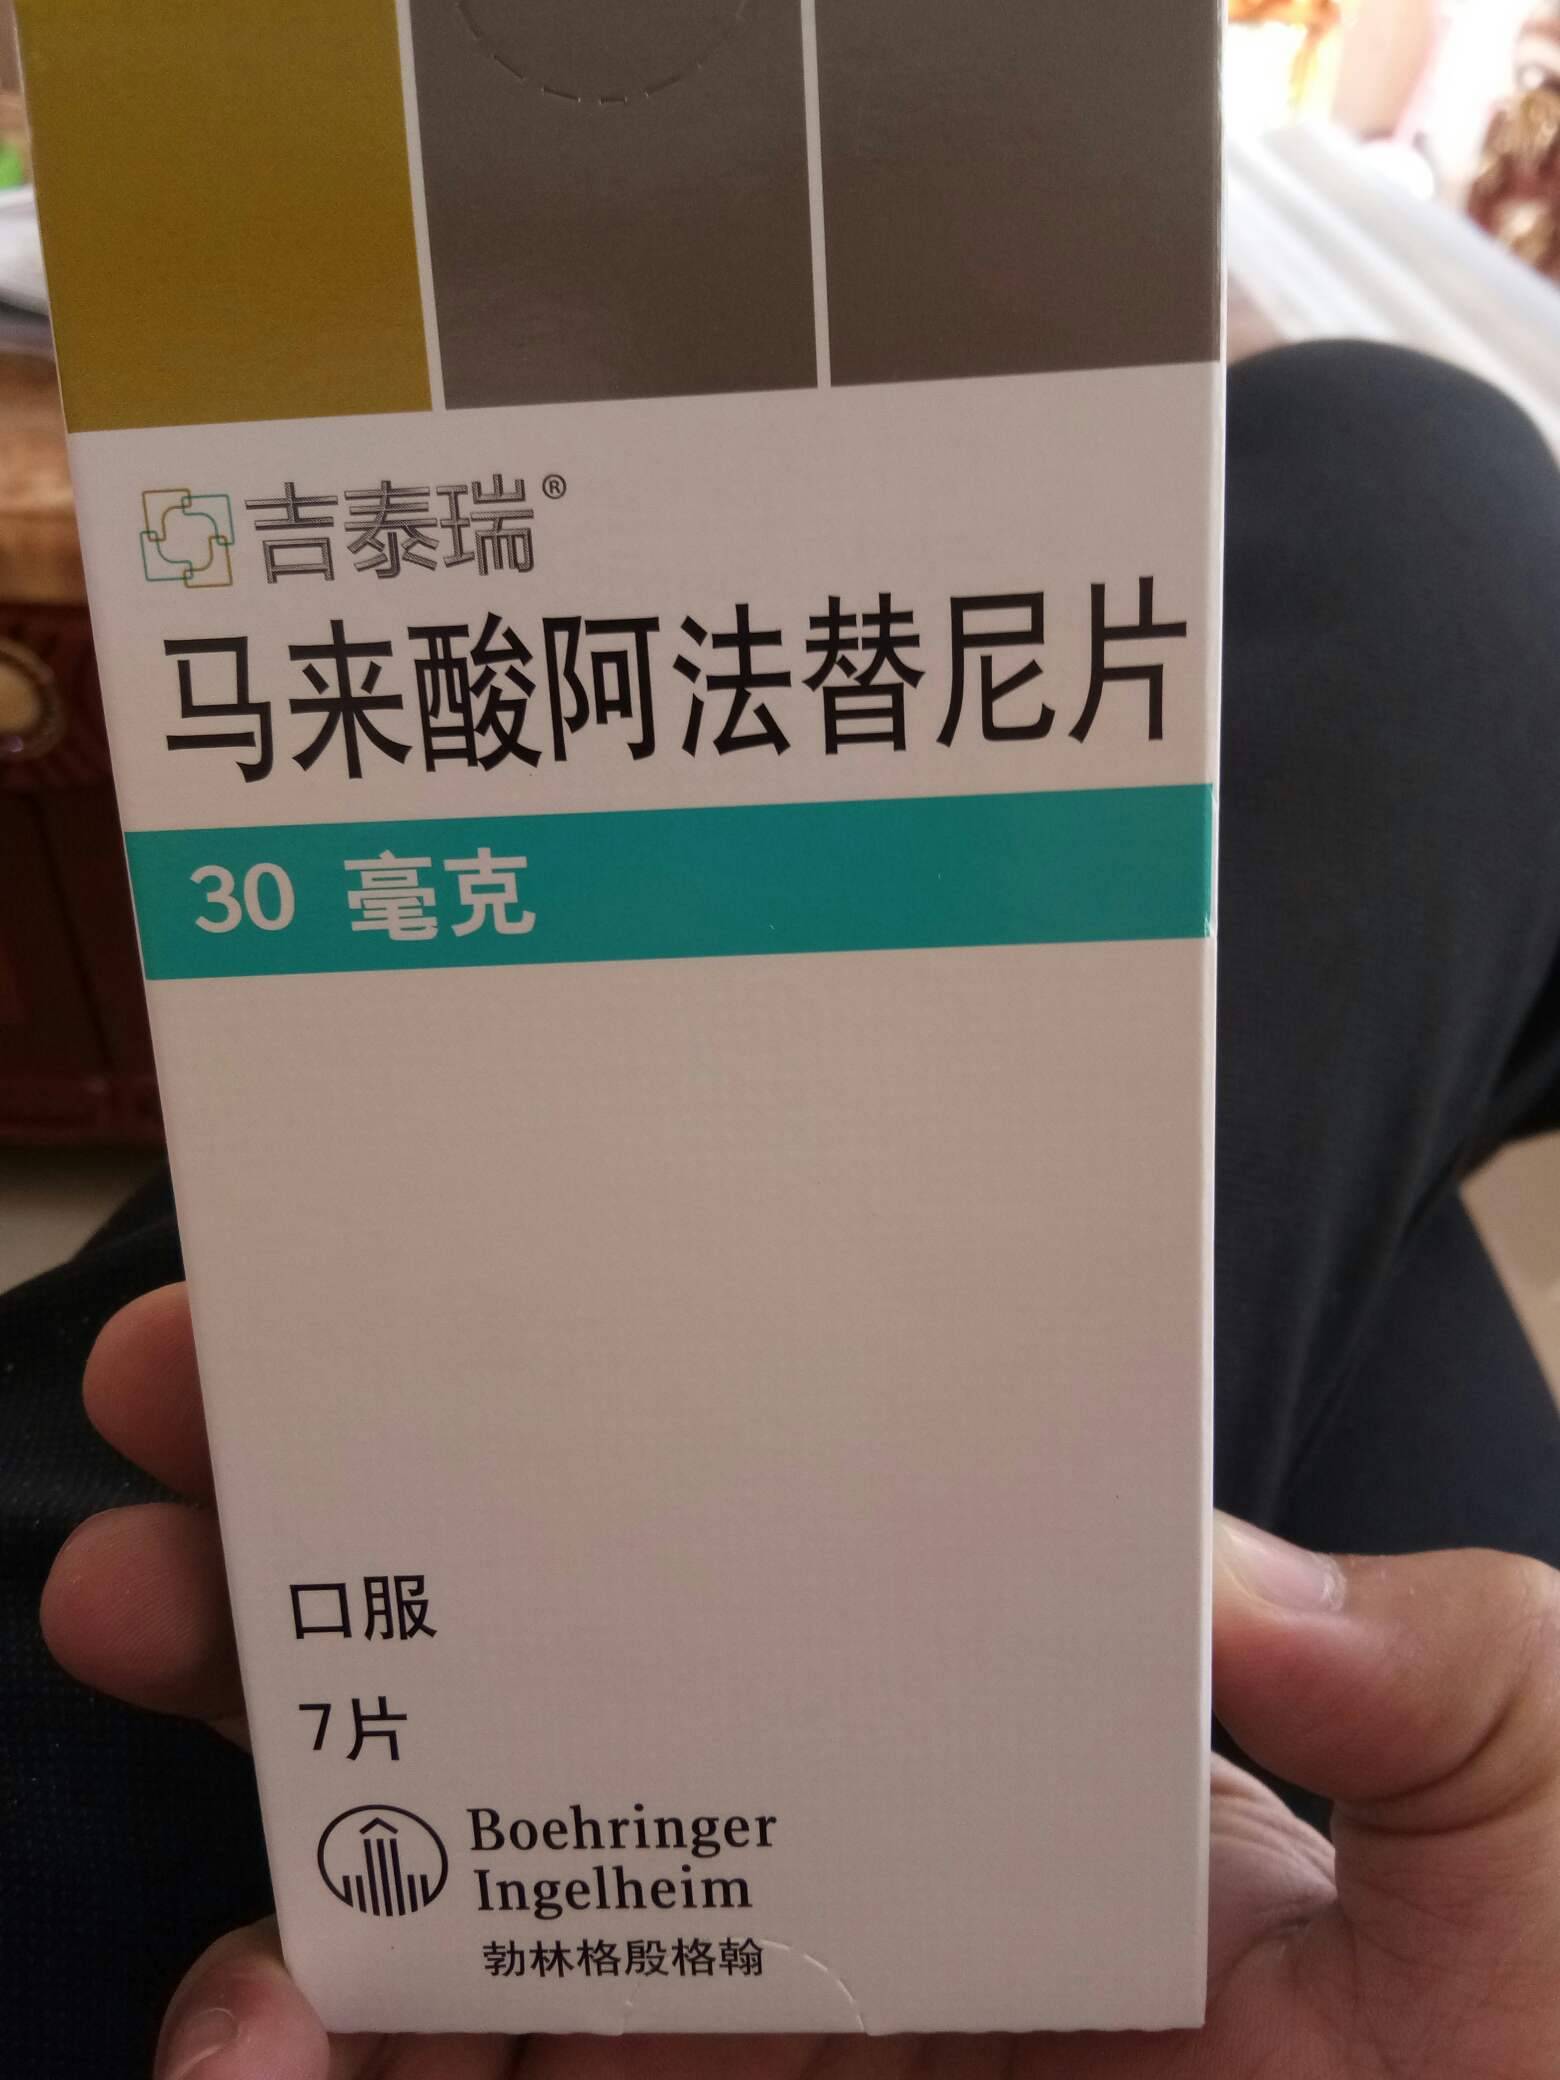 吉泰瑞®
马来酸阿法替尼片
30 毫克
口服
7片
Boehringer
Ingelheim
勃林格殷格翰